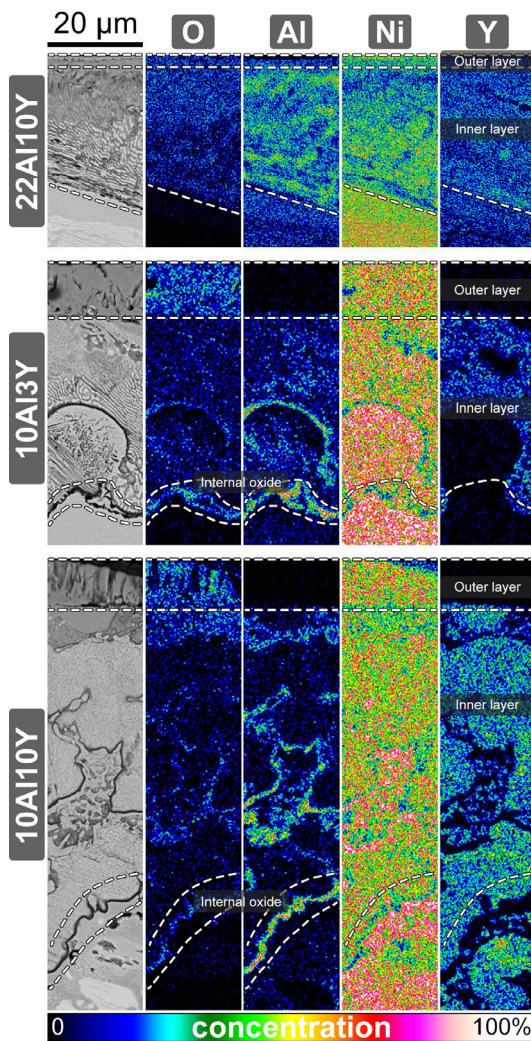 20 µm
O
Al
Ni
Y
22Al10Y
Outer layer
Inner layer
10Al3Y
Outer layer
Inner layer
Internal oxide
10Al10Y
Outer layer
Inner layer
Internal oxide
0 concentration 100%